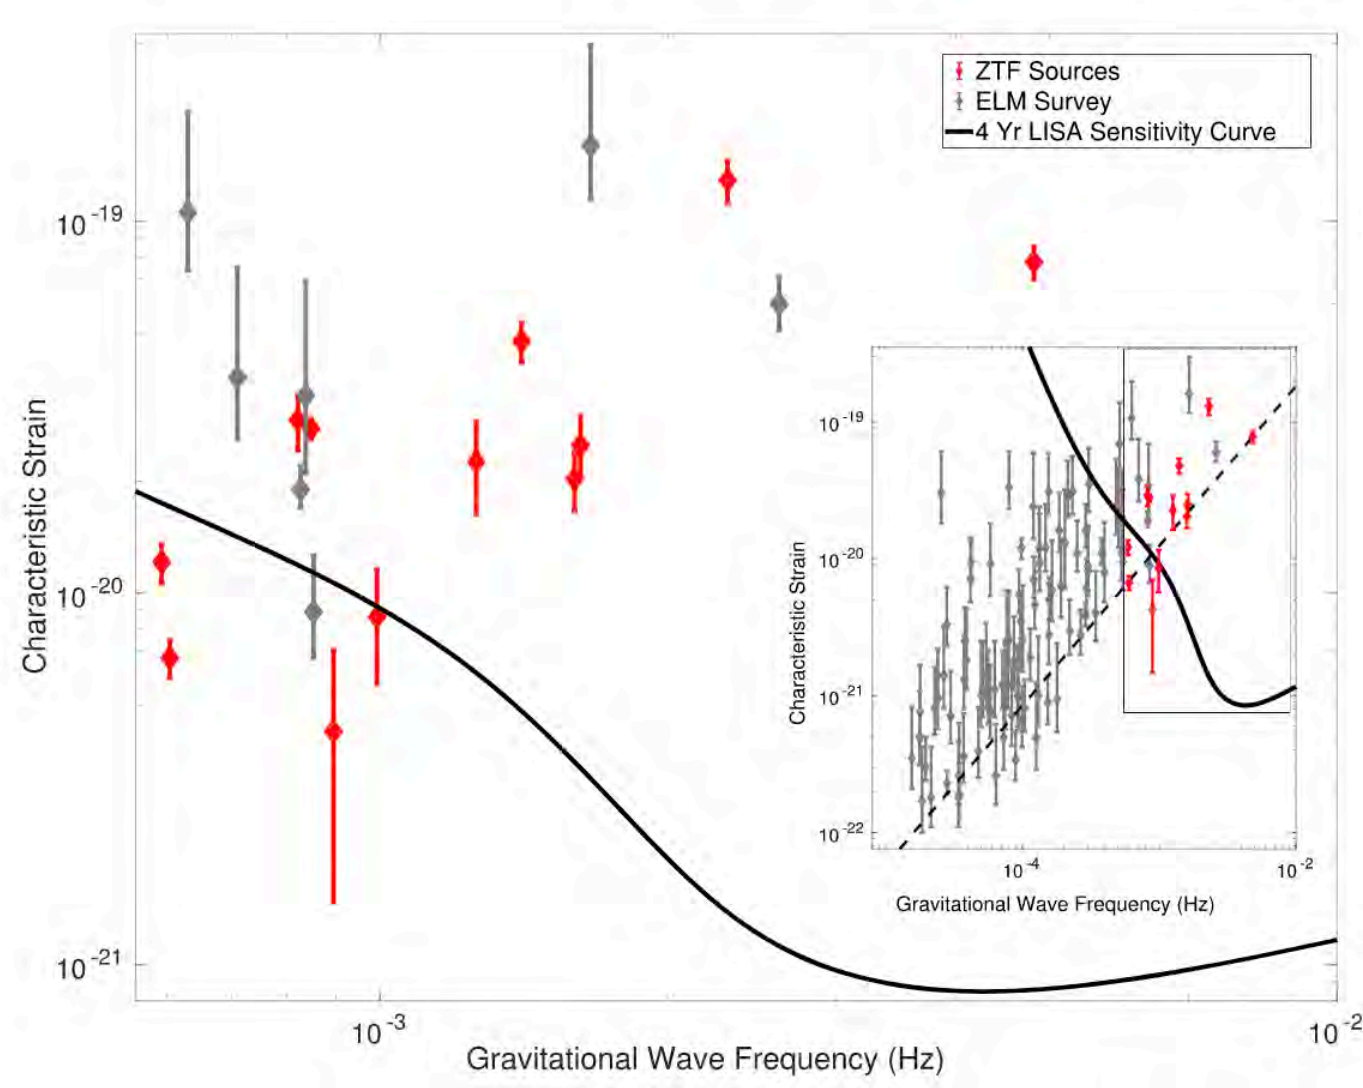 ZTF Sources
ELM Survey
4 Yr LISA Sensitivity Curve
10^-19
10^-20
10^-21
Characteristic Strain
10^-3
10^-2
Gravitational Wave Frequency (Hz)
10^-19
10^-20
10^-21
10^-22
Characteristic Strain
10^-4
10^-2
Gravitational Wave Frequency (Hz)